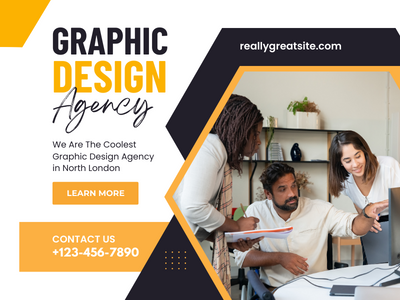 GRAPHIC
DESIGN
Agency
reallygreatsite.com
We Are The Coolest
Graphic Design Agency
in North London
LEARN MORE
CONTACT US
+123-456-7890